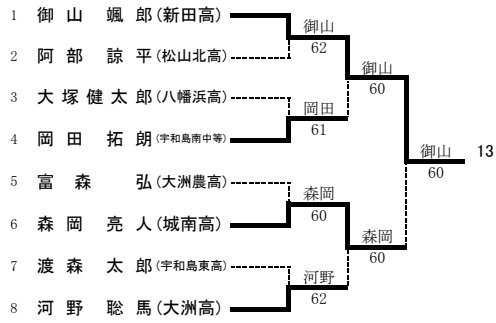 1 御山 颯郎 (新田高)
2 阿部 諒平 (松山北高)
3 大塚健太郎 (八幡浜高)
4 岡田 拓朗 (宇和島南中等)
5 富森 弘 (大洲農高)
6 森岡 亮人 (城南高)
7 渡森太郎 (宇和島東高)
8 河野 聡馬 (大洲高)
御山
62
岡田
61
森岡
60
河野
62
御山
60
森岡
60
御山
60
13